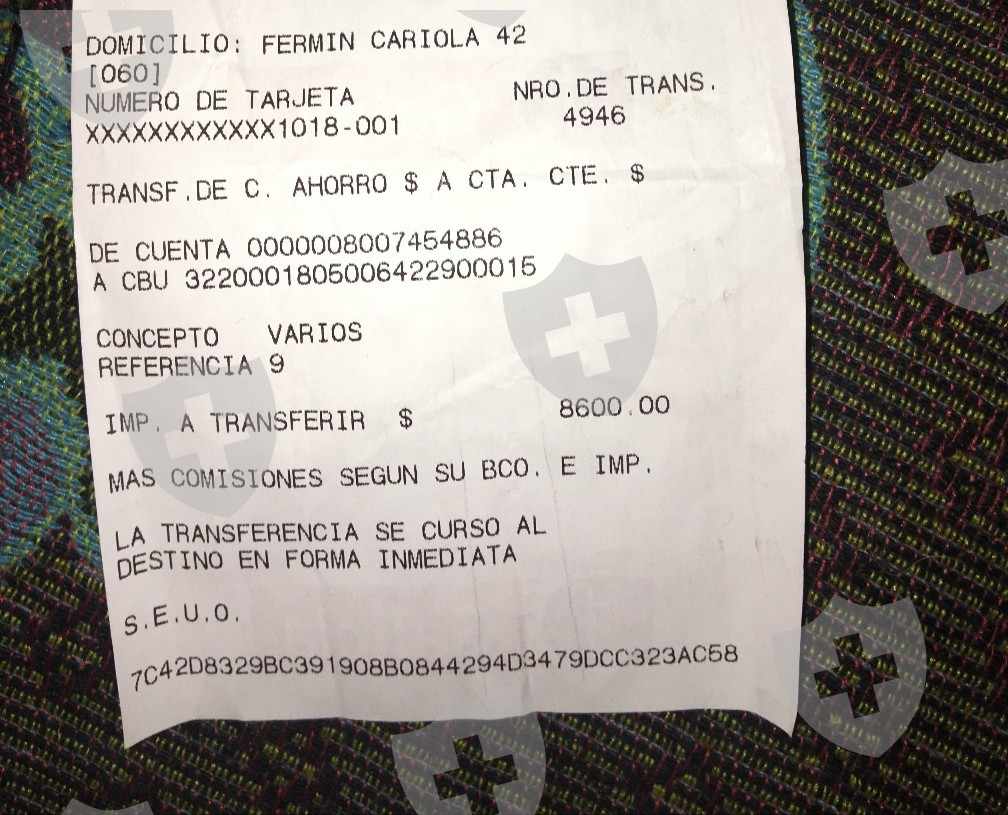 DOMICILIO: FERMIN CARIOLA 42
[060]
NUMERO DE TARJETA NRO.DE TRANS.
XXXXXXXXXXXX1018-001 4946
TRANSF.DE C. AHORRO $ A CTA. CTE. $
DE CUENTA 0000008007454886
A CBU 3220001805006422900015
CONCEPTO VARIOS
REFERENCIA 9
IMP. A TRANSFERIR $ 8600.00
MAS COMISIONES SEGUN SU BCO. E IMP.
LA TRANSFERENCIA SE CURSO AL
DESTINO EN FORMA INMEDIATA
S.E.U.O.
7C42D8329BC391908B0844294D3479DCC323AC58